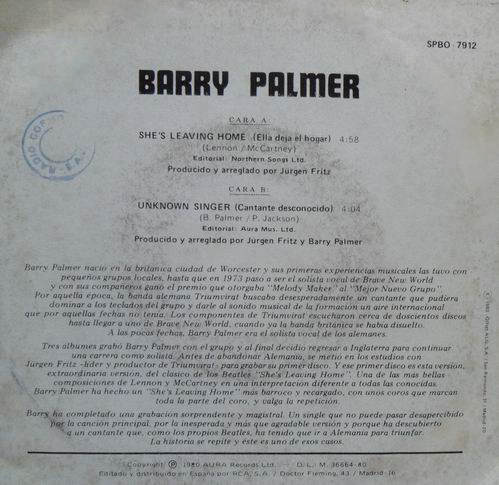 SPBO - 7912
BARRY PALMER
CARA A:
SHE'S LEAVING HOME (Ella deja el hogar) 4:58
(Lennon / McCartney)
Editorial: Northern Songs Ltd.
Producido y arreglado por Jürgen Fritz
CARA B:
UNKNOWN SINGER (Cantante desconocido) 4:04
(B. Palmer / P. Jackson)
Editorial: Aura Mus. Ltd.
Producido y arreglado por Jürgen Fritz y Barry Palmer
RADIO COR
S.A.
Barry Palmer nació en la británica ciudad de Worcester y sus primeras experiencias musicales las tuvo con
pequeños grupos locales, hasta que en 1973 paso a ser el solista vocal de Brave New World
y con sus compañeros ganó el premio que otorgaba "Melody Maker" al "Mejor Nuevo Grupo".
Por aquella época, la banda alemana Triumvirat buscaba desesperadamente un cantante que pudiera
dominar a los teclados del grupo y darle al sonido musical de la formación un aire internacional
que por aquellas fechas no tenía. Los componentes de Triumvirat escucharon cerca de doscientos discos
hasta llegar a uno de Brave New World, cuando ya la banda británica se había disuelto.
A las pocas fechas, Barry Palmer era el solista vocal de los alemanes.
Tres álbumes grabó Barry Palmer con el grupo y al final decidió regresar a Inglaterra para continuar
una carrera como solista. Antes de abandonar Alemania, se metió en los estudios con
Jürgen Fritz -líder y productor de Triumvirat- para grabar su primer disco. Y ese primer disco es esta versión,
extraordinaria versión, del clásico de los Beatles "She's Leaving Home". Una de las más bellas
composiciones de Lennon y McCartney en una interpretación diferente a todas las conocidas.
Barry Palmer ha hecho un "She's Leaving Home" más barroco y recargado, con unos coros que marcan
toda la parte del coro, y valga la repetición.
Barry ha completado una grabación sorprendente y magistral. Un single que no puede pasar desapercibido
por la canción principal, por la inesperada y más que agradable versión y porque ha descubierto
a un cantante que, como los propios Beatles, ha tenido que ir a Alemania para triunfar.
La historia se repite y éste es uno de esos casos.
Copyright Ⓟ 1980 AURA Records Ltd. — D.L.: M. 36664-80
Editado y distribuido en España por RCA, S.A. / Doctor Fleming, 43 / Madrid-16